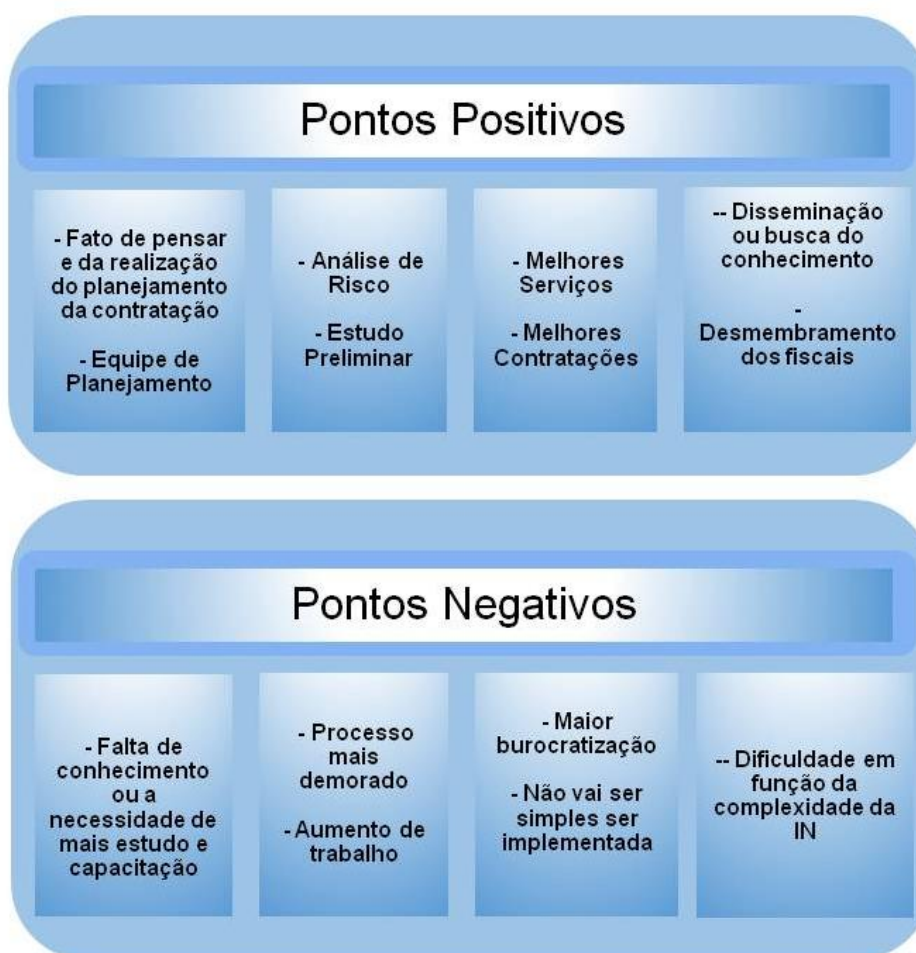 Pontos Positivos
- Fato de pensar
e da realização
do planejamento
da contratação
- Equipe de
Planejamento
- Análise de
Risco
- Estudo
Preliminar
- Melhores
Serviços
- Melhores
Contratações
-- Disseminação
ou busca do
conhecimento
-
Desmembramento
dos fiscais
Pontos Negativos
- Falta de
conhecimento
ou a
necessidade de
mais estudo e
capacitação
- Processo
mais
demorado
- Aumento de
trabalho
- Maior
burocratização
- Não vai ser
simples ser
implementada
-- Dificuldade em
função da
complexidade da
IN